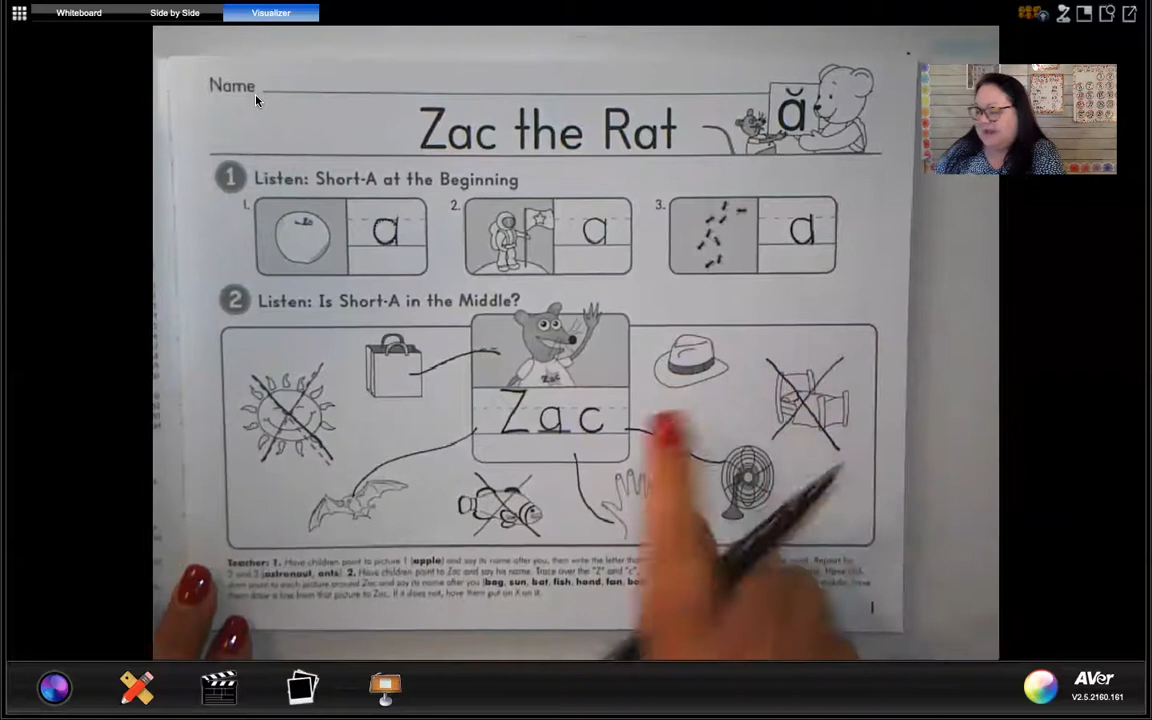 Whiteboard
Side by Side
Visualizer
Name
Zac the Rat
ă
1 Listen: Short-A at the Beginning
1. a
2. a
3. a
2 Listen: Is Short-A in the Middle?
Zac
Zac
Teacher: 1. Have children point to picture 1 (apple) and say its name after you, then write the letter
2 and 3 (astronaut, ants). 2. Have children point to Zac and say his name. Trace over the "Z" and "c".
them point to each picture around Zac and say its name after you (bag, sun, bat, fish, hand, fan,
them draw a line from that picture to Zac. If it does not, have them put an X on it.
1
AVer
V2.5.2160.161